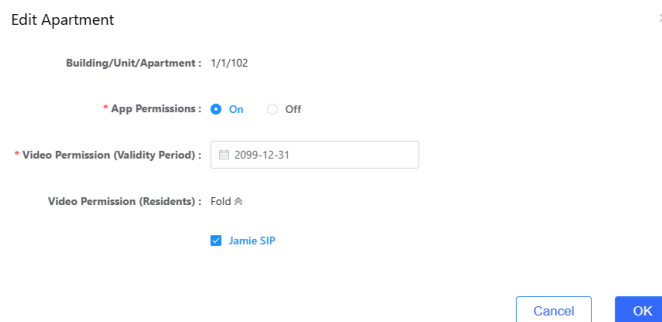 Edit Apartment
Building/Unit/Apartment : 1/1/102
* App Permissions : On Off
* Video Permission (Validity Period) : 2099-12-31
Video Permission (Residents) : Fold
Jamie SIP
Cancel OK